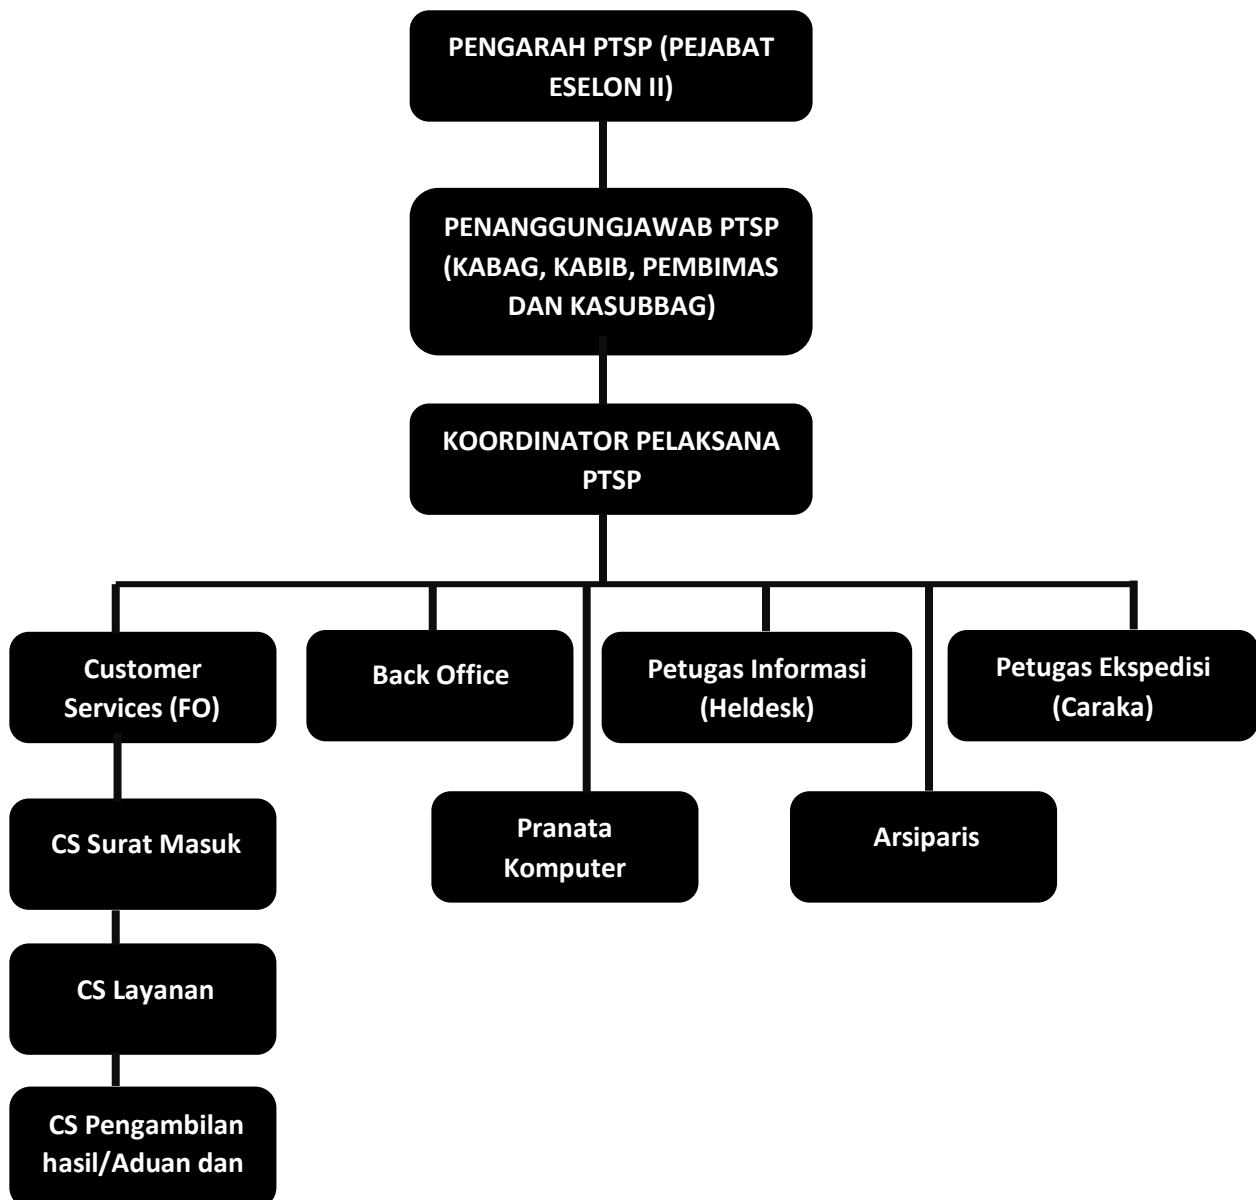 PENGARAH PTSP (PEJABAT
ESELON II)
PENANGGUNGJAWAB PTSP
(KABAG, KABIB, PEMBIMAS
DAN KASUBBAG)
KOORDINATOR PELAKSANA
PTSP
Customer
Services (FO)
Back Office
Petugas Informasi
(Heldesk)
Petugas Ekspedisi
(Caraka)
CS Surat Masuk
Pranata
Komputer
Arsiparis
CS Layanan
CS Pengambilan
hasil/Aduan dan